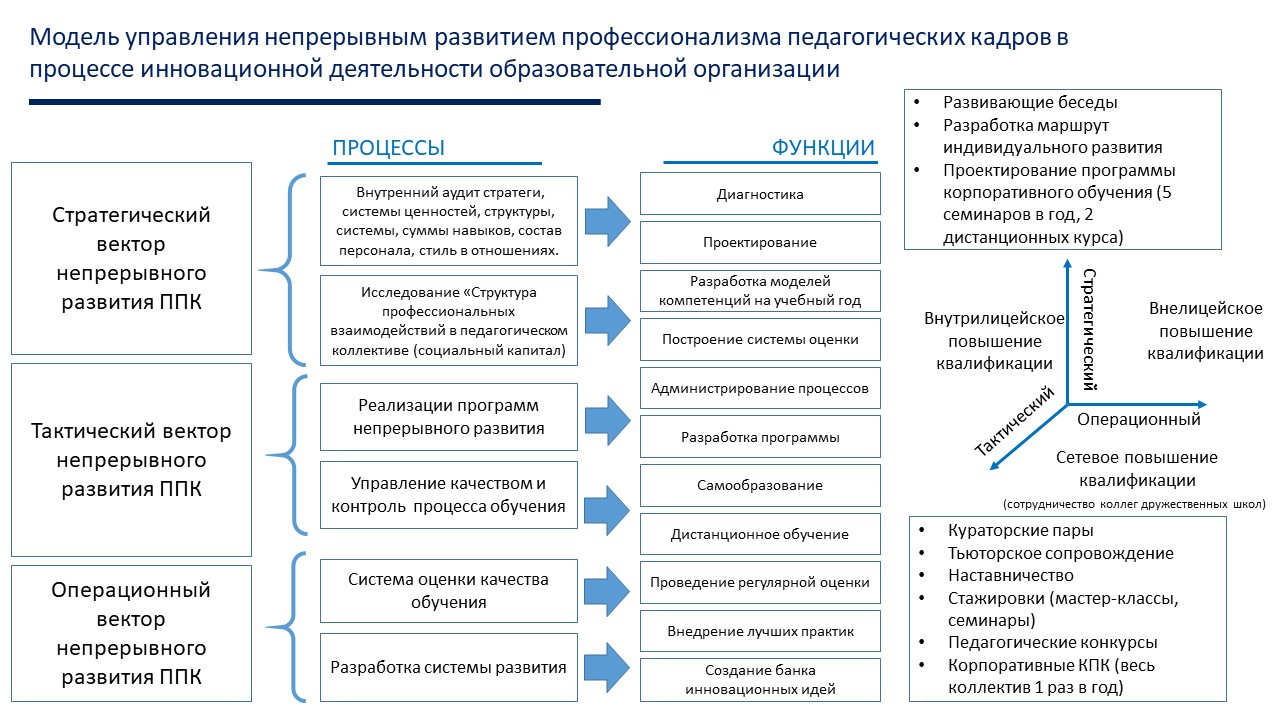 Модель управления непрерывным развитием профессионализма педагогических кадров в
процессе инновационной деятельности образовательной организации
ПРОЦЕССЫ
ФУНКЦИИ
Стратегический
вектор
непрерывного
развития ППК
Тактический вектор
непрерывного
развития ППК
Операционный
вектор
непрерывного
развития ППК
Внутренний аудит стратеги,
системы ценностей, структуры,
системы, суммы навыков, состав
персонала, стиль в отношениях.
Исследование «Структура
профессиональных
взаимодействий в педагогическом
коллективе (социальный капитал)
Реализации программ
непрерывного развития
Управление качеством и
контроль процесса обучения
Система оценки качества
обучения
Разработка системы развития
Диагностика
Проектирование
Разработка моделей
компетенций на учебный год
Построение системы оценки
Администрирование процессов
Разработка программы
Самообразование
Дистанционное обучение
Проведение регулярной оценки
Внедрение лучших практик
Создание банка
инновационных идей
• Развивающие беседы
• Разработка маршрут
индивидуального развития
• Проектирование программы
корпоративного обучения (5
семинаров в год, 2
дистанционных курса)
Стратегический
Внутрилицейское
повышение
квалификации
Внелицейское
повышение
квалификации
Тактический
Операционный
Сетевое повышение
квалификации
(сотрудничество коллег дружественных школ)
• Кураторские пары
• Тьюторское сопровождение
• Наставничество
• Стажировки (мастер-классы,
семинары)
• Педагогические конкурсы
• Корпоративные КПК (весь
коллектив 1 раз в год)